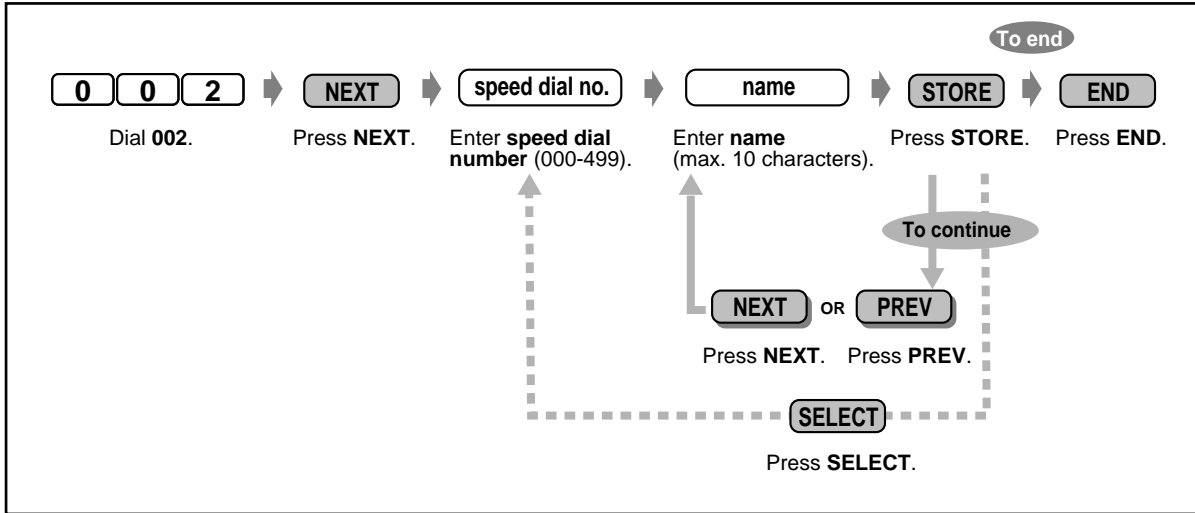 To end
0 0 2 NEXT speed dial no. name STORE END
Dial 002. Press NEXT. Enter speed dial Enter name Press STORE. Press END.
number (000-499). (max. 10 characters).
To continue
NEXT OR PREV
Press NEXT. Press PREV.
SELECT
Press SELECT.